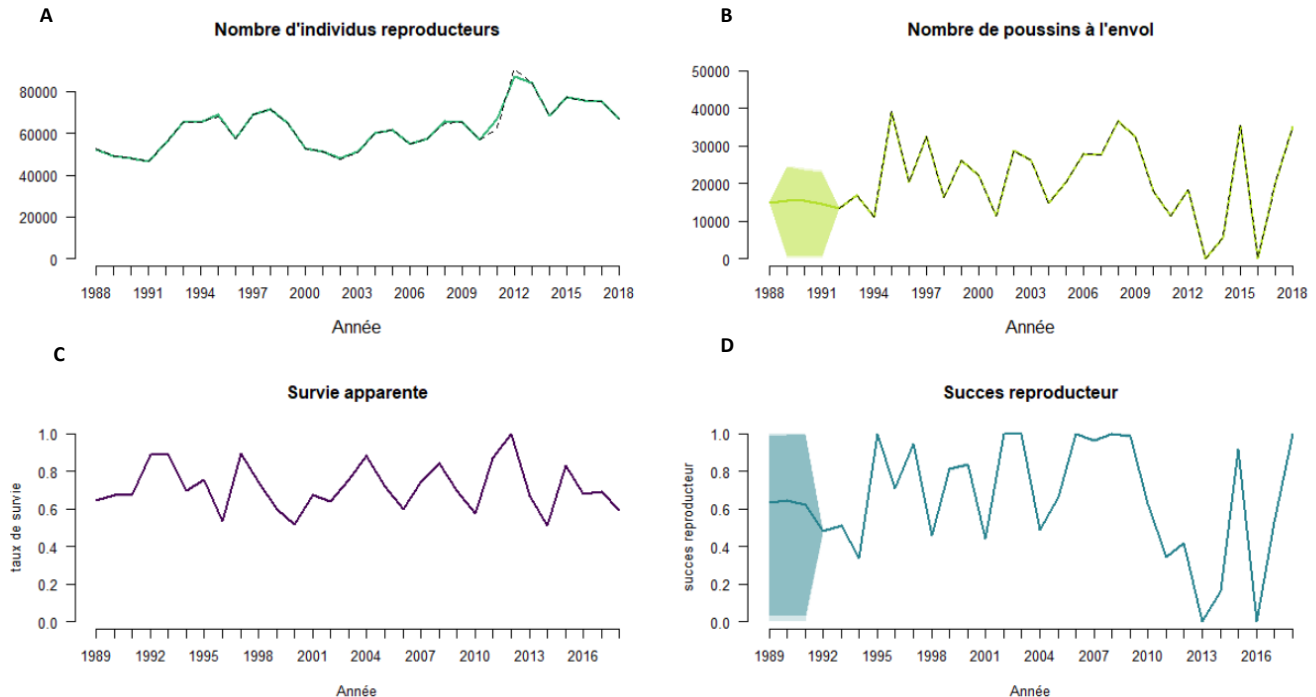 A
Nombre d'individus reproducteurs
80000
60000
40000
20000
0
1988 1991 1994 1997 2000 2003 2006 2009 2012 2015 2018
Année
B
Nombre de poussins à l'envol
50000
40000
30000
20000
10000
0
1988 1991 1994 1997 2000 2003 2006 2009 2012 2015 2018
Année
C
Survie apparente
taux de survie
1.0
0.8
0.6
0.4
0.2
0.0
1989 1992 1995 1998 2001 2004 2007 2010 2013 2016
Année
D
Succes reproducteur
succes reproducteur
1.0
0.8
0.6
0.4
0.2
0.0
1989 1992 1995 1998 2001 2004 2007 2010 2013 2016
Année